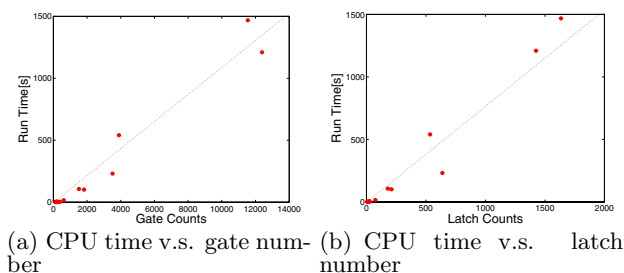 1500
1000
500
0
Run Time[s]
0 2000 4000 6000 8000 10000 12000 14000
Gate Counts
(a) CPU time v.s. gate num-
ber
1500
1000
500
0
Run Time[s]
0 500 1000 1500 2000
Latch Counts
(b) CPU time v.s. latch
number